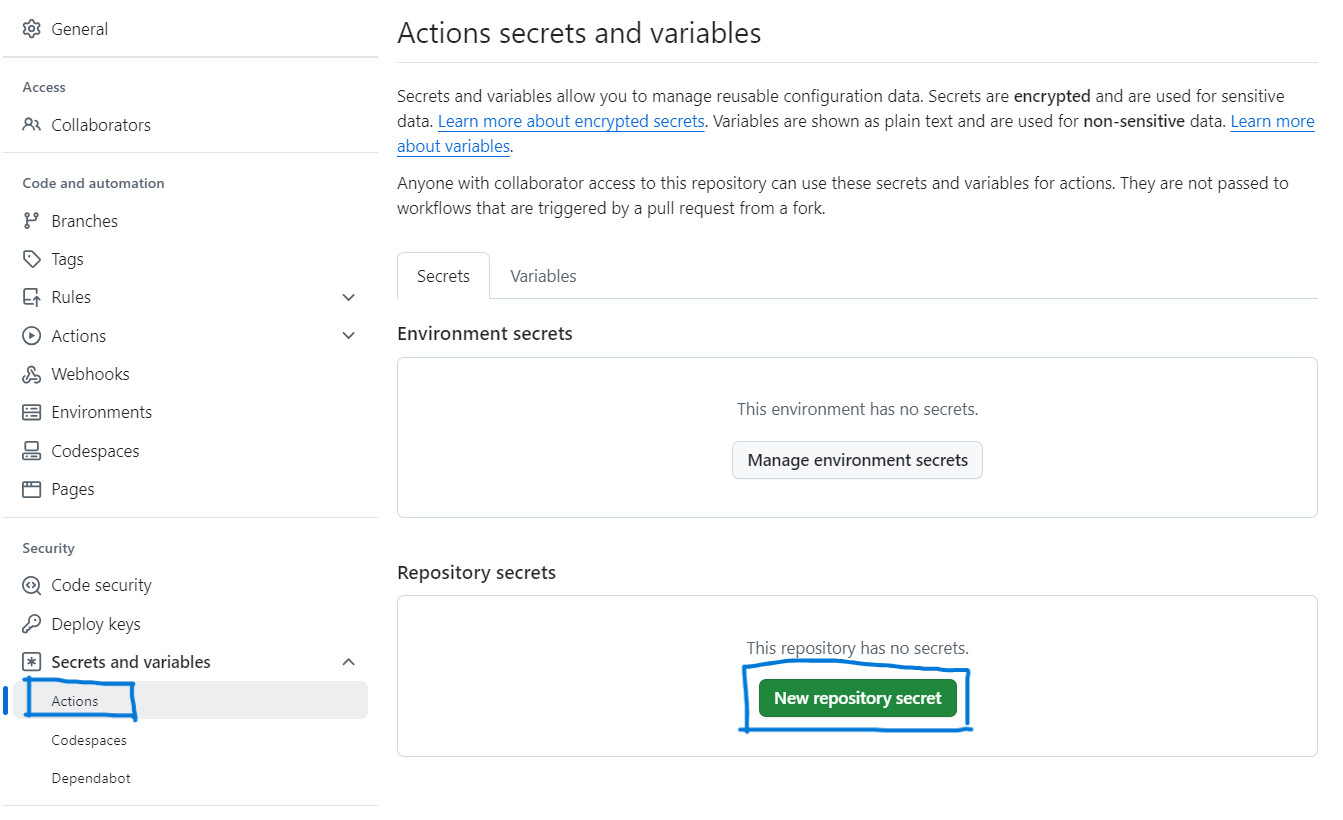 General
Access
Collaborators
Code and automation
Branches
Tags
Rules
Actions
Webhooks
Environments
Codespaces
Pages
Security
Code security
Deploy keys
Secrets and variables
Actions
Codespaces
Dependabot
Actions secrets and variables
Secrets and variables allow you to manage reusable configuration data. Secrets are encrypted and are used for sensitive
data. Learn more about encrypted secrets. Variables are shown as plain text and are used for non-sensitive data. Learn more
about variables.
Anyone with collaborator access to this repository can use these secrets and variables for actions. They are not passed to
workflows that are triggered by a pull request from a fork.
Secrets
Variables
Environment secrets
This environment has no secrets.
Manage environment secrets
Repository secrets
This repository has no secrets.
New repository secret